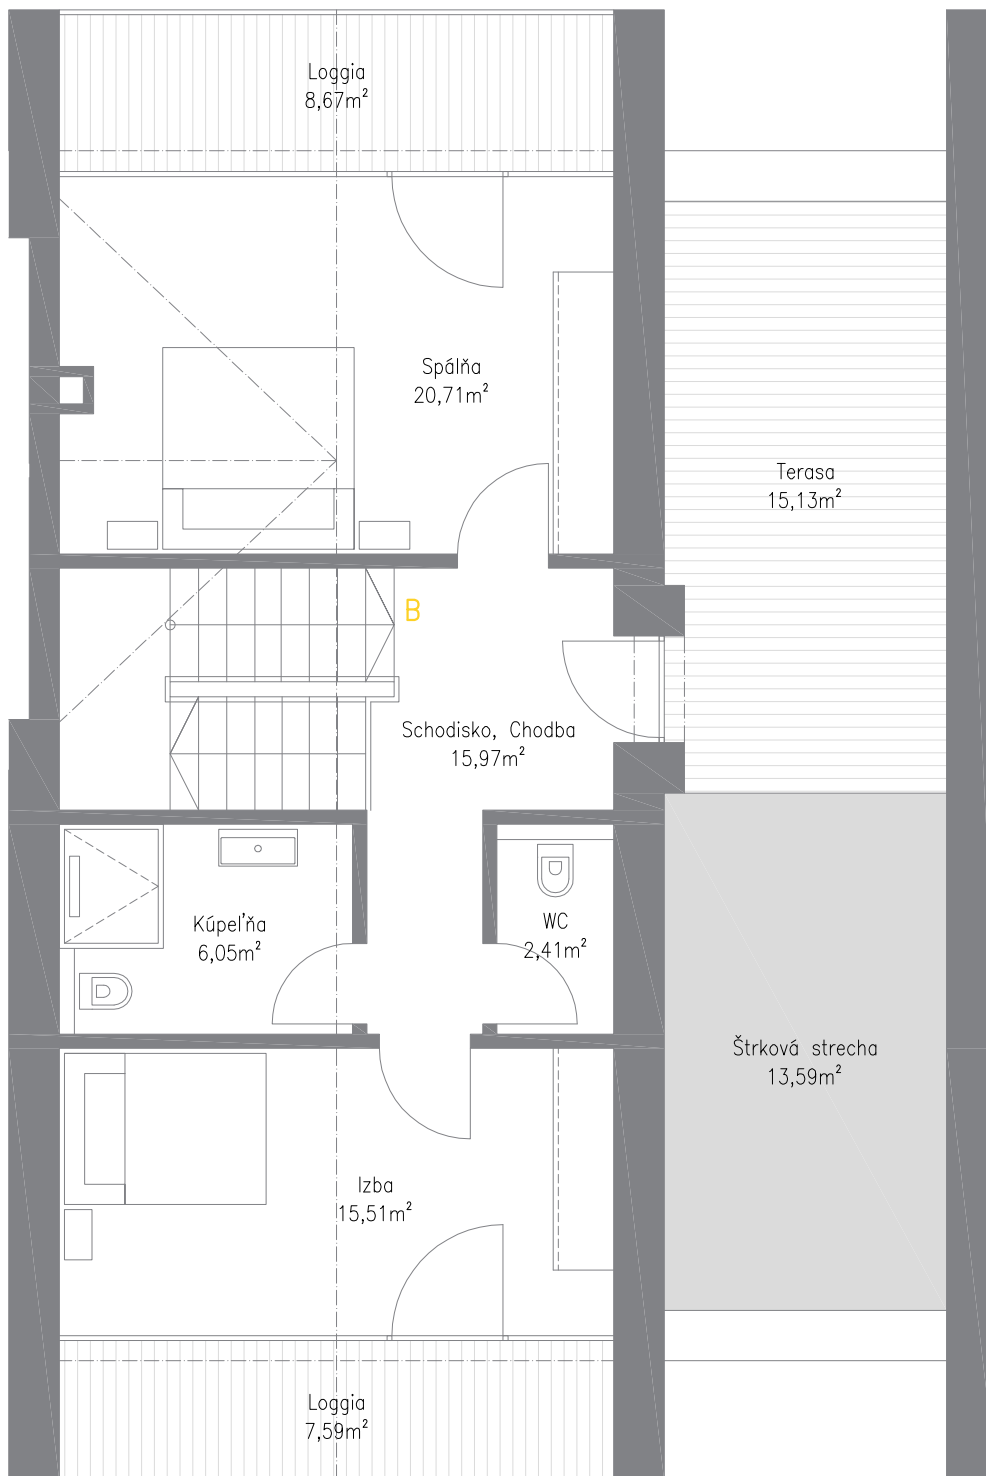 Loggia
8,67m²
Spálňa
20,71m²
Terasa
15,13m²
B
Schodisko, Chodba
15,97m²
Kúpeľňa
6,05m²
WC
2,41m²
Štrková strecha
13,59m²
Izba
15,51m²
Loggia
7,59m²